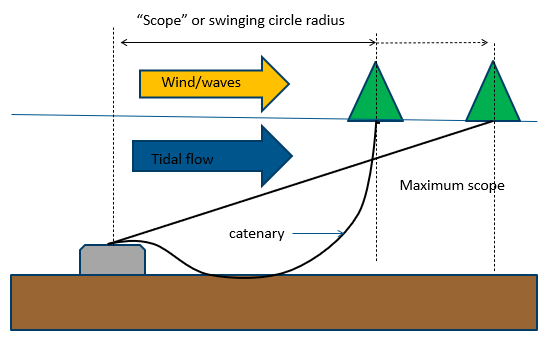 “Scope” or swinging circle radius
Wind/waves
Tidal flow
Maximum scope
catenary